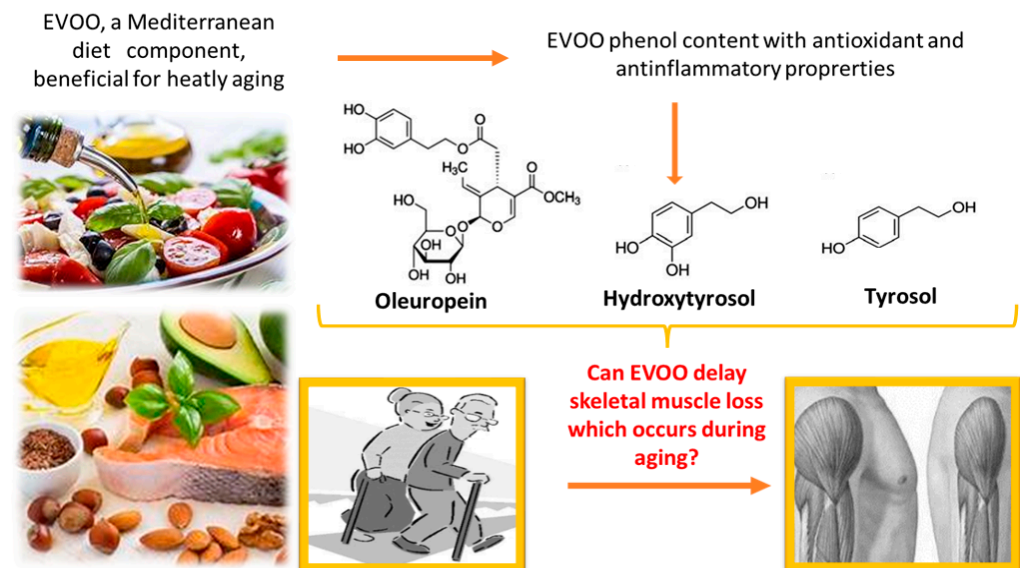 EVOO, a Mediterranean
diet component,
beneficial for heatly aging
EVOO phenol content with antioxidant and
antinflammatory proprerties
HO
HO
O
O
H₃C
O
OCH₃
HO
O
O
O
OH
OH
OH
OH
HO
OH
OH
HO
OH
Oleuropein
Hydroxytyrosol
Tyrosol
Can EVOO delay
skeletal muscle loss
which occurs during
aging?